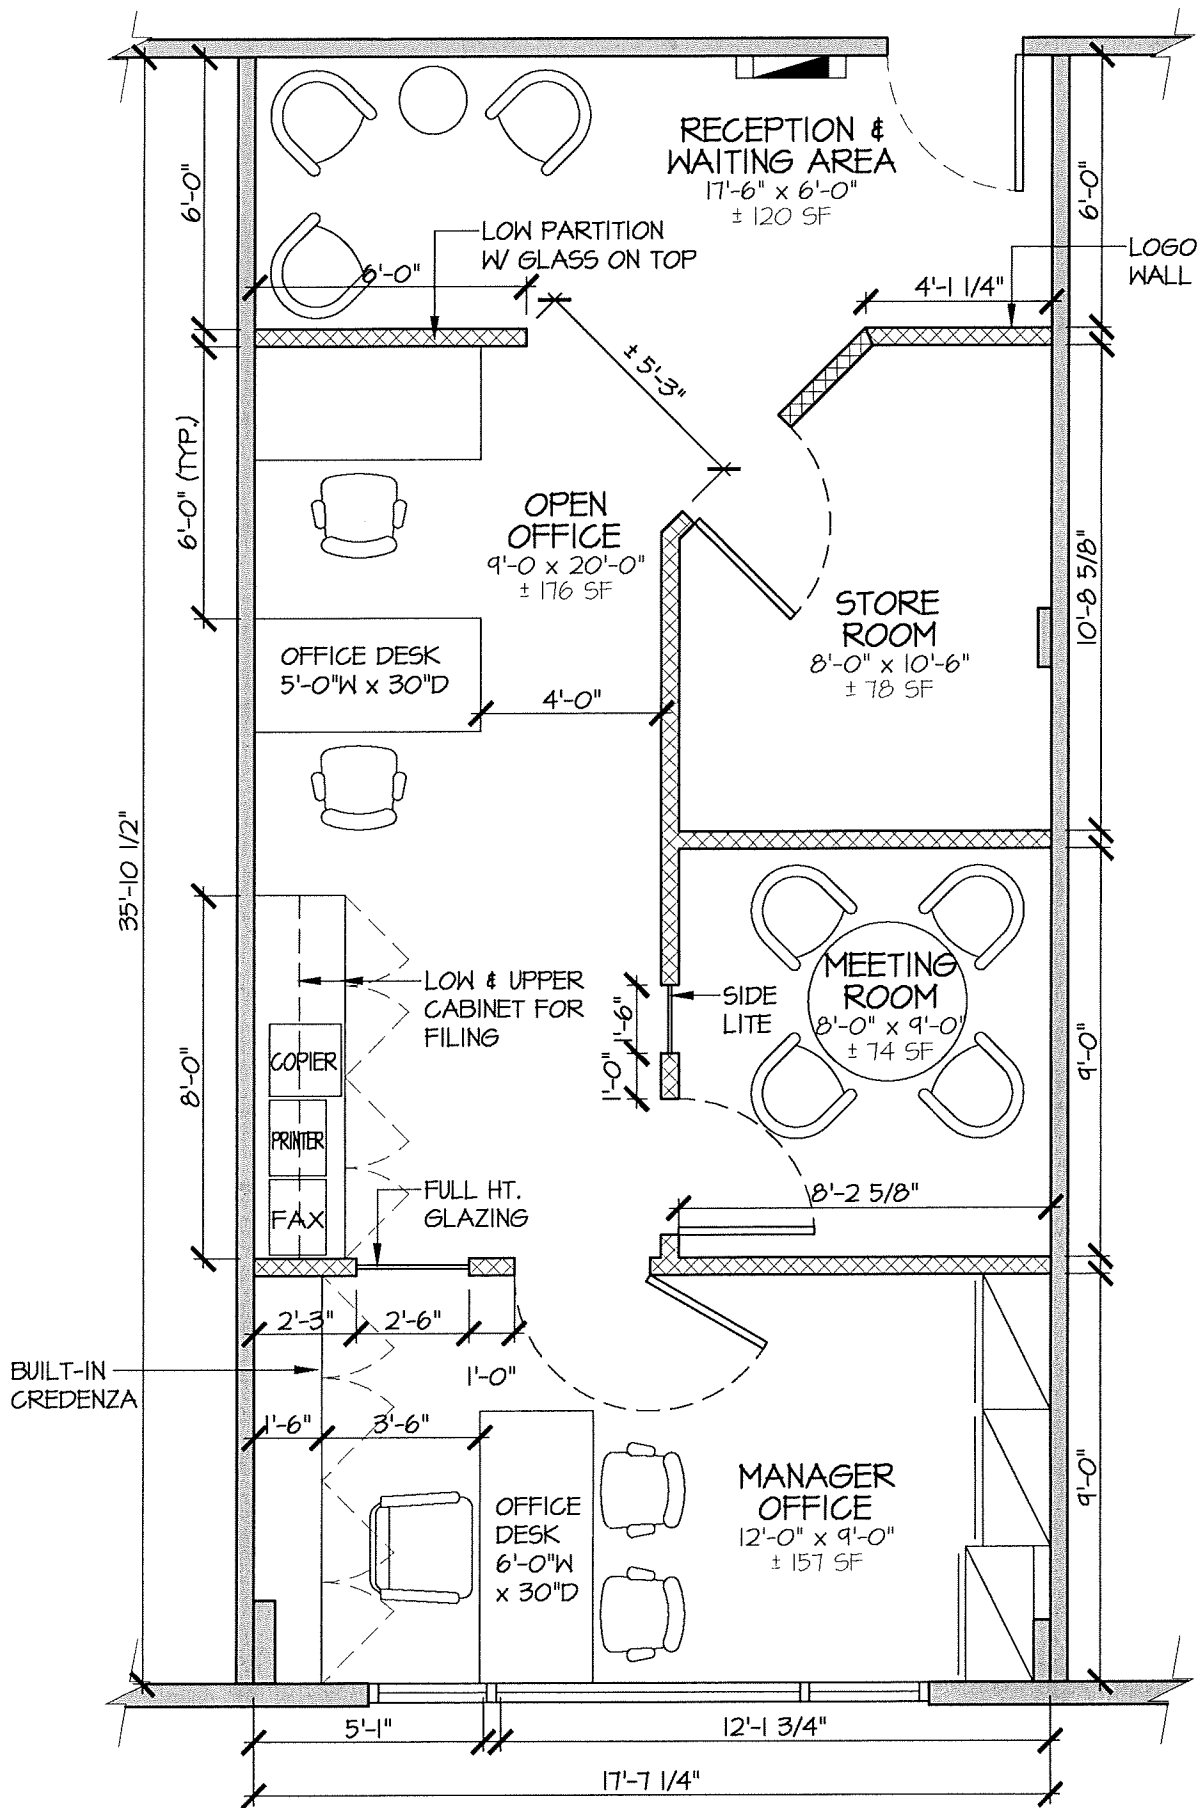 RECEPTION &
WAITING AREA
17'-6" x 6'-0"
± 120 SF
6'-0"
6'-0"
LOW PARTITION
W/ GLASS ON TOP
LOGO
WALL
6'-0"
4'-1 1/4"
± 5'-3"
6'-0" (TYP.)
OPEN
OFFICE
9'-0 x 20'-0"
± 176 SF
10'-8 5/8"
STORE
ROOM
8'-0" x 10'-6"
± 78 SF
OFFICE DESK
5'-0"W x 30"D
4'-0"
35'-10 1/2"
LOW & UPPER
CABINET FOR
FILING
SIDE
LITE
MEETING
ROOM
8'-0" x 9'-0"
± 74 SF
1'-6"
1'-0"
9'-0"
8'-0"
COPIER
PRINTER
FAX
FULL HT.
GLAZING
8'-2 5/8"
2'-3"
2'-6"
1'-0"
BUILT-IN
CREDENZA
1'-6"
3'-6"
OFFICE
DESK
6'-0"W
x 30"D
MANAGER
OFFICE
12'-0" x 9'-0"
± 157 SF
9'-0"
5'-1"
12'-1 3/4"
17'-7 1/4"